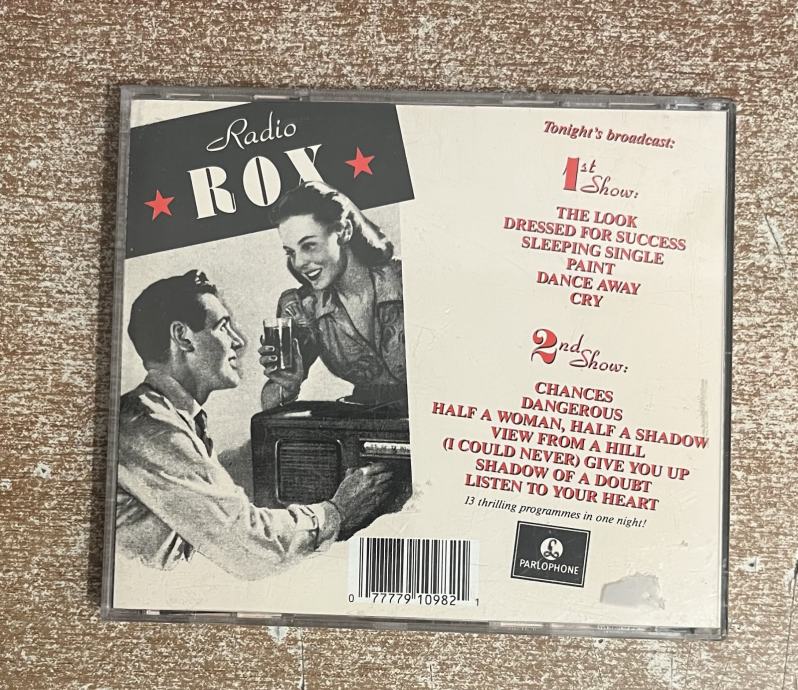 Radio
ROX
Tonight's broadcast:
1st Show:
THE LOOK
DRESSED FOR SUCCESS
SLEEPING SINGLE
PAINT
DANCE AWAY
CRY
2nd Show:
CHANCES
DANGEROUS
HALF A WOMAN, HALF A SHADOW
VIEW FROM A HILL
(I COULD NEVER) GIVE YOU UP
SHADOW OF A DOUBT
LISTEN TO YOUR HEART
13 thrilling programmes in one night!
£
PARLOPHONE
0 77779 10982 1